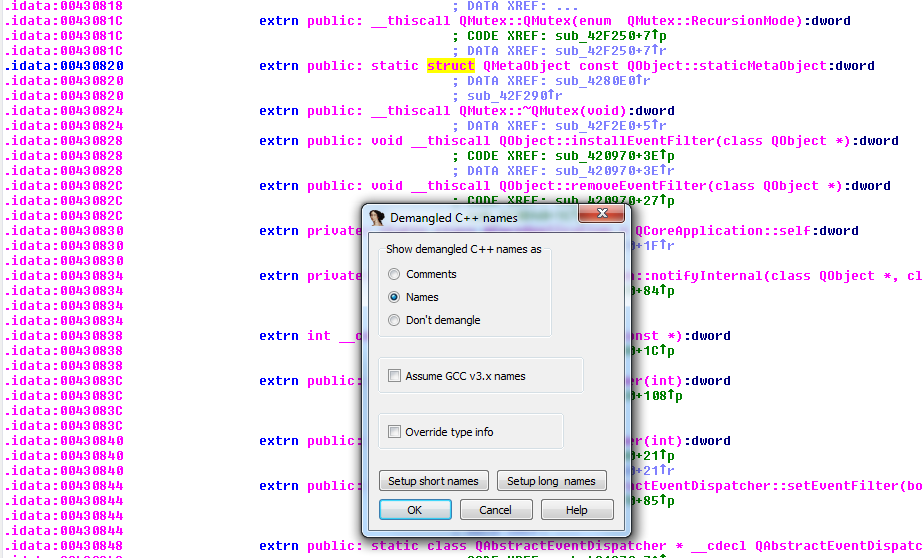 .idata:00430818 ; DATA XREF: ...
.idata:0043081C extrn public: __thiscall QMutex::QMutex(enum QMutex::RecursionMode):dword
.idata:0043081C ; CODE XREF: sub_42F250+7↑p
.idata:0043081C ; DATA XREF: sub_42F250+7↑r
.idata:00430820 extrn public: static struct QMetaObject const QObject::staticMetaObject:dword
.idata:00430820 ; DATA XREF: sub_4280E0↑r
.idata:00430820 ; sub_42F290↑r
.idata:00430824 extrn public: __thiscall QMutex::~QMutex(void):dword
.idata:00430824 ; DATA XREF: sub_42F2E0+5↑r
.idata:00430828 extrn public: void __thiscall QObject::installEventFilter(class QObject *):dword
.idata:00430828 ; CODE XREF: sub_420970+3E↑p
.idata:00430828 ; DATA XREF: sub_420970+3E↑r
.idata:0043082C extrn public: void __thiscall QObject::removeEventFilter(class QObject *):dword
.idata:0043082C ; CODE XREF: sub_420970+27↑p
.idata:0043082C
.idata:00430830 extrn private QCoreApplication::self:dword
.idata:00430830 +1F↑r
.idata:00430830
.idata:00430834 extrn private ::notifyInternal(class QObject *, cl
.idata:00430834 +84↑p
.idata:00430834
.idata:00430834
.idata:00430838 extrn int __c onst *):dword
.idata:00430838 +1C↑p
.idata:00430838
.idata:0043083C extrn public: er(int):dword
.idata:0043083C +108↑p
.idata:0043083C
.idata:0043083C
.idata:00430840 extrn public: er(int):dword
.idata:00430840 +21↑p
.idata:00430840 +21↑r
.idata:00430844 extrn public: ractEventDispatcher::setEventFilter(bo
.idata:00430844 +85↑p
.idata:00430844
.idata:00430844
.idata:00430848 extrn public: static class QAbstractEventDispatcher * __cdecl QAbstractEventDispatc
Demangled C++ names
Show demangled C++ names as
Comments
Names
Don't demangle
Assume GCC v3.x names
Override type info
Setup short names Setup long names
OK Cancel Help